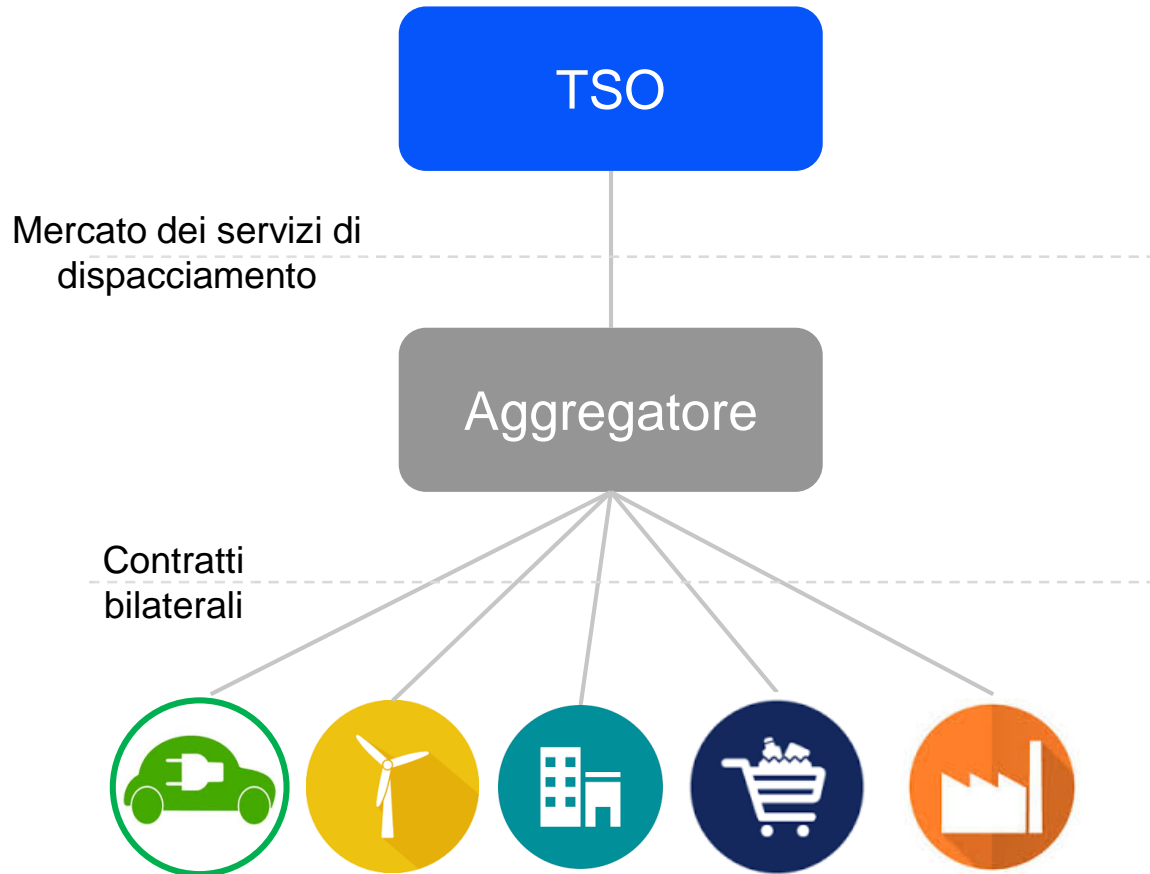 TSO
Mercato dei servizi di
dispacciamento
Aggregatore
Contratti
bilaterali